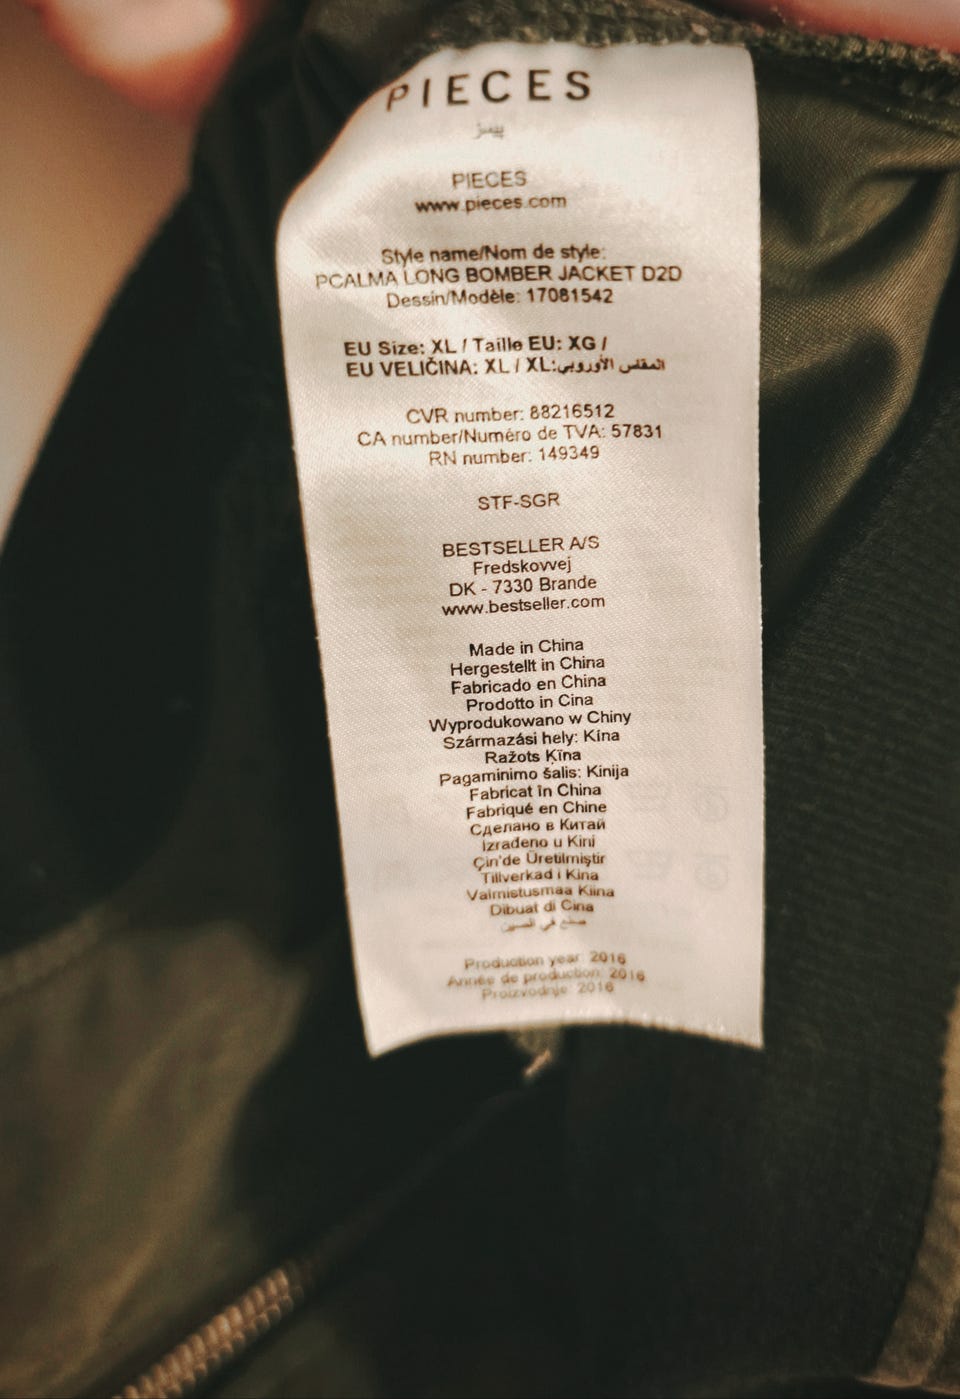 PIECES
پيسز
PIECES
www.pieces.com
Style name/Nom de style:
PCALMA LONG BOMBER JACKET D2D
Dessin/Modèle: 17081542
EU Size: XL / Taille EU: XG /
EU VELIČINA: XL / XL:المقاس الأوروبي
CVR number: 88216512
CA number/Numéro de TVA: 57831
RN number: 149349
STF-SGR
BESTSELLER A/S
Fredskovvej
DK - 7330 Brande
www.bestseller.com
Made in China
Hergestellt in China
Fabricado en China
Prodotto in Cina
Wyprodukowano w Chiny
Származási hely: Kína
Ražots Ķīna
Pagaminimo šalis: Kinija
Fabricat în China
Fabriqué en Chine
Сделано в Китай
Izrađeno u Kini
Çin'de Üretilmiştir
Tillverkad i Kina
Valmistusmaa Kiina
Dibuat di Cina
صنع في الصين
Production year: 2016
Année de production: 2016
Proizvodnje: 2016